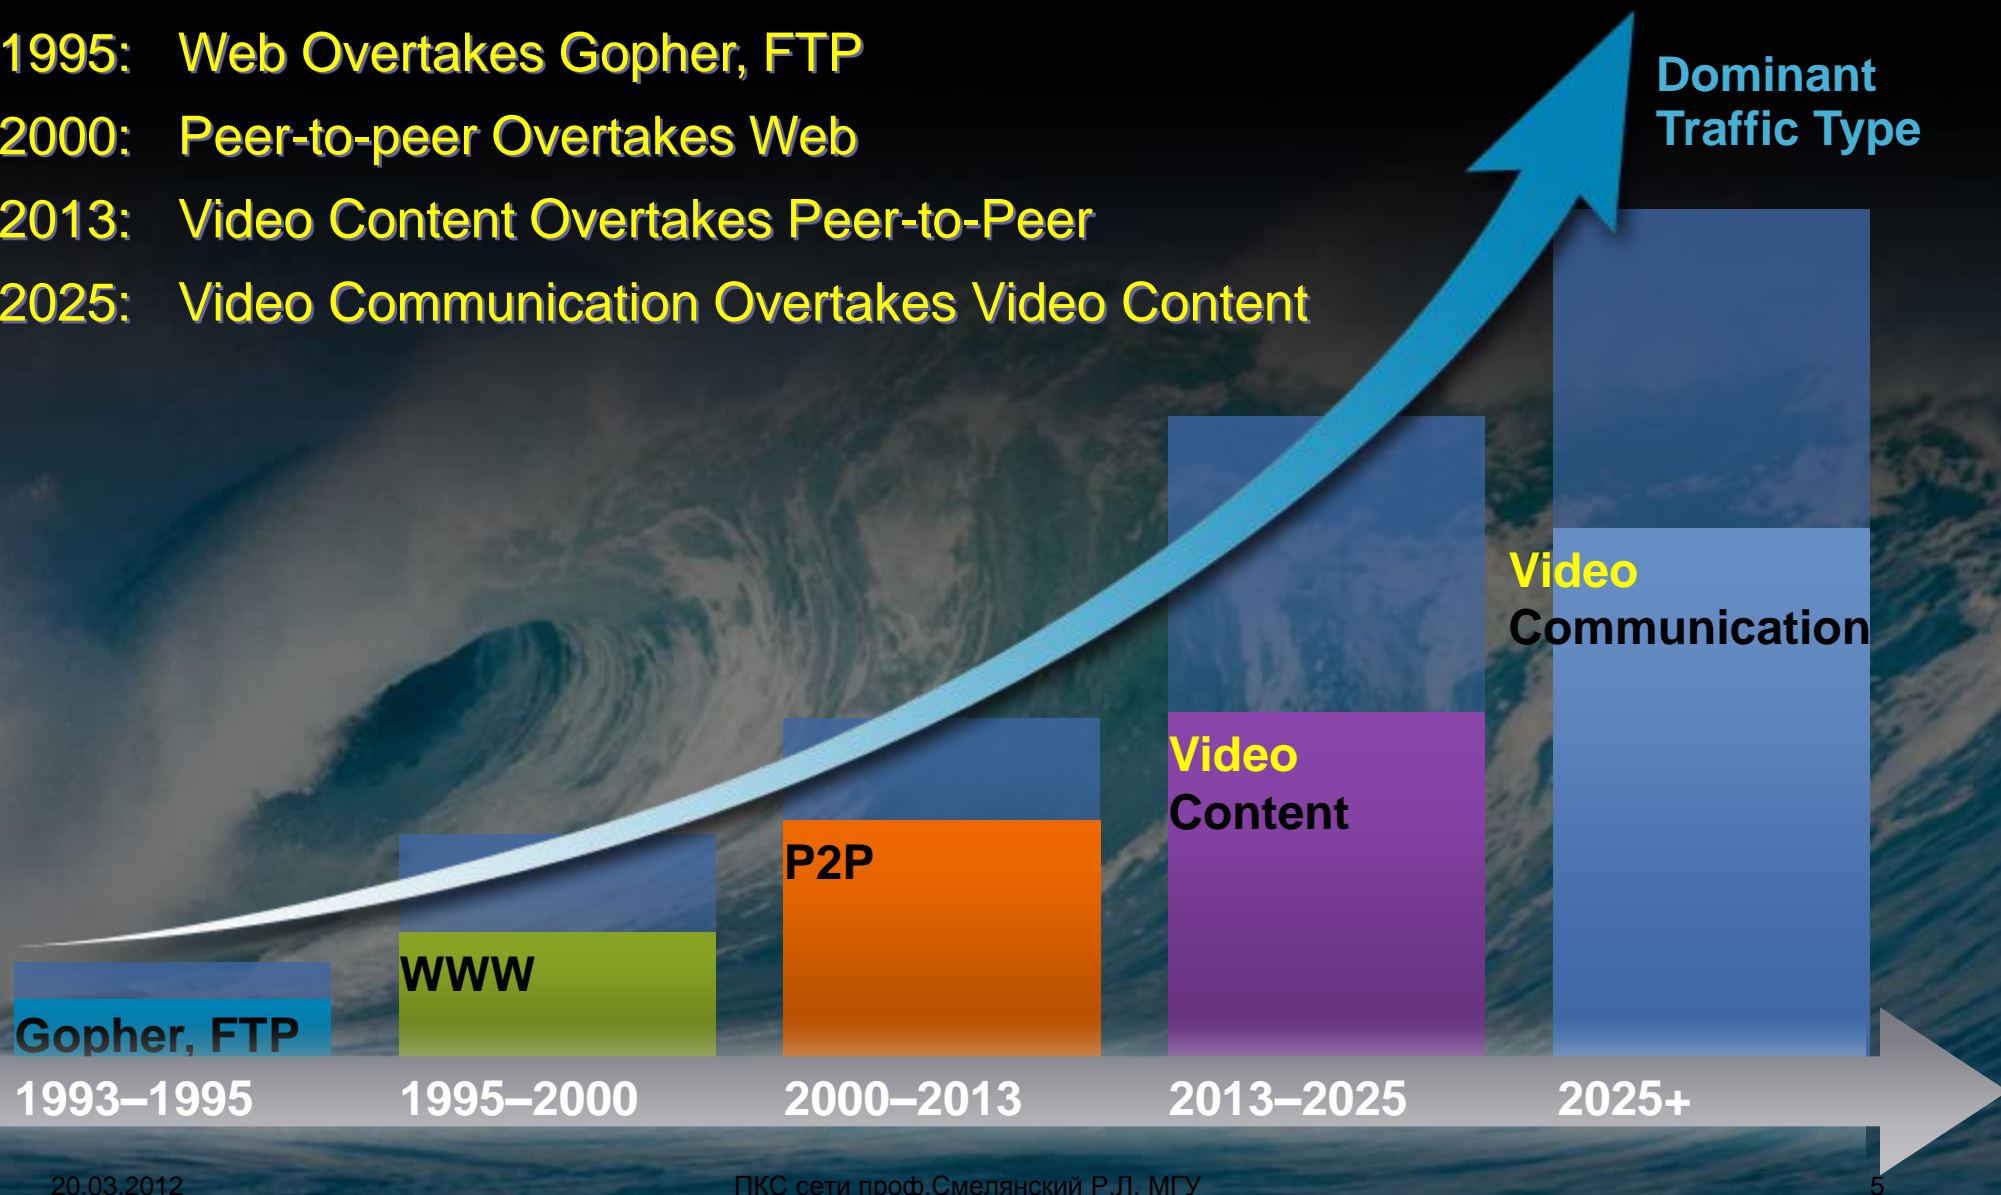 1995: Web Overtakes Gopher, FTP
2000: Peer-to-peer Overtakes Web
2013: Video Content Overtakes Peer-to-Peer
2025: Video Communication Overtakes Video Content
Dominant
Traffic Type
Video
Communication
Video
Content
P2P
WWW
Gopher, FTP
1993–1995
1995–2000
2000–2013
2013–2025
2025+
20.03.2012
ПКС сети проф.Смелянский Р.Л. МГУ
5